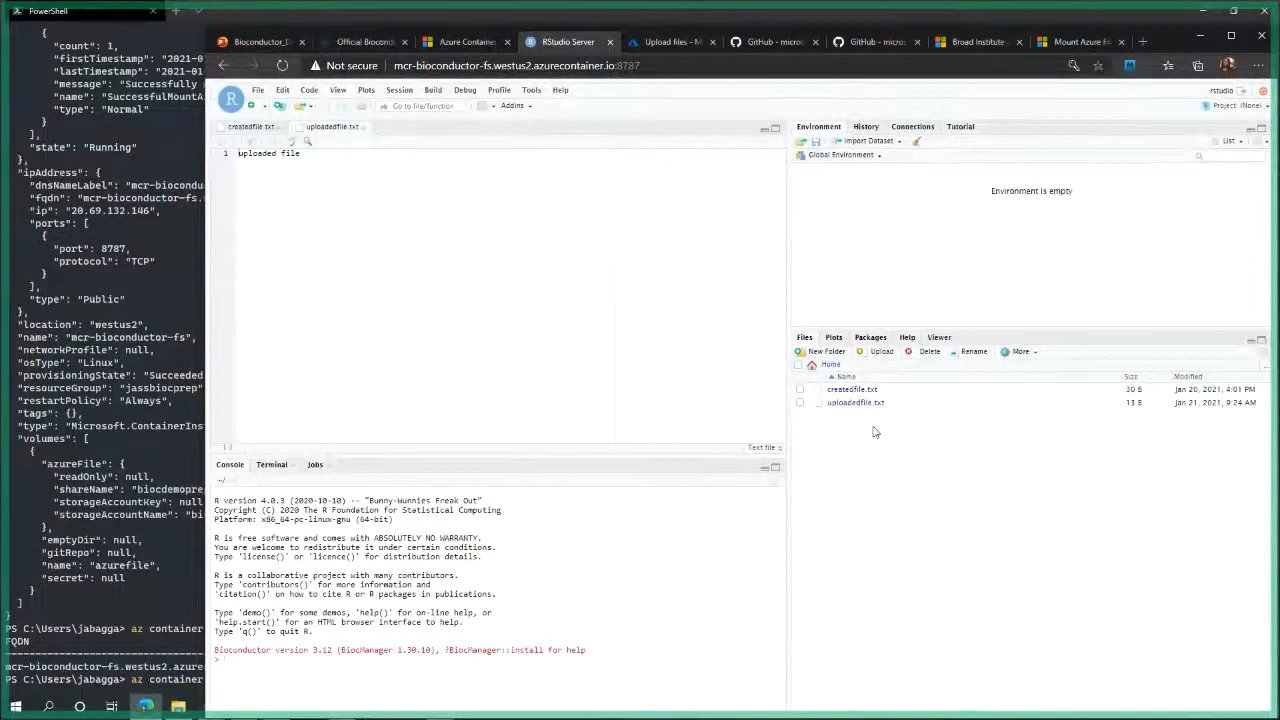 PowerShell
{
"count": 1,
"firstTimestamp": "2021-01
"lastTimestamp": "2021-01
"message": "Successfully
"name": "SuccessfulMountA
"type": "Normal"
}
],
"state": "Running"
},
"ipAddress": {
"dnsNameLabel": "mcr-biocondu
"fqdn": "mcr-bioconductor-fs.
"ip": "20.69.132.146",
"ports": [
{
"port": 8787,
"protocol": "TCP"
}
],
"type": "Public"
},
"location": "westus2",
"name": "mcr-bioconductor-fs",
"networkProfile": null,
"osType": "Linux",
"provisioningState": "Succeeded
"resourceGroup": "jassbiocprep"
"restartPolicy": "Always",
"tags": {},
"type": "Microsoft.ContainerIns
"volumes": [
{
"azureFile": {
"readOnly": null,
"shareName": "biocdemopre
"storageAccountKey": null
"storageAccountName": "bi
},
"emptyDir": null,
"gitRepo": null,
"name": "azurefile",
"secret": null
}
]
}
PS C:\Users\jabagga> az container
FQDN
mcr-bioconductor-fs.westus2.azure
PS C:\Users\jabagga> az container
Bioconductor_D
Official Biocond
Azure Container
RStudio Server
Upload files - M
GitHub - micros
GitHub - micros
Broad Institute
Mount Azure Fi
Not secure mcr-bioconductor-fs.westus2.azurecontainer.io:8787
File Edit Code View Plots Session Build Debug Profile Tools Help
rstudio
Go to file/function Addins
Project: (None)
createdfile.txt uploadedfile.txt
1 uploaded file
Text file
Console Terminal Jobs
~/
R version 4.0.3 (2020-10-10) -- "Bunny-Wunnies Freak Out"
Copyright (C) 2020 The R Foundation for Statistical Computing
Platform: x86_64-pc-linux-gnu (64-bit)
R is free software and comes with ABSOLUTELY NO WARRANTY.
You are welcome to redistribute it under certain conditions.
Type 'license()' or 'licence()' for distribution details.
R is a collaborative project with many contributors.
Type 'contributors()' for more information and
'citation()' on how to cite R or R packages in publications.
Type 'demo()' for some demos, 'help()' for on-line help, or
'help.start()' for an HTML browser interface to help.
Type 'q()' to quit R.
Bioconductor version 3.12 (BiocManager 1.30.10), ?BiocManager::install for help
>
Environment History Connections Tutorial
Import Dataset List
Global Environment
Environment is empty
Files Plots Packages Help Viewer
New Folder Upload Delete Rename More
Home
Name Size Modified
createdfile.txt 30 B Jan 20, 2021, 4:01 PM
uploadedfile.txt 13 B Jan 21, 2021, 9:24 AM